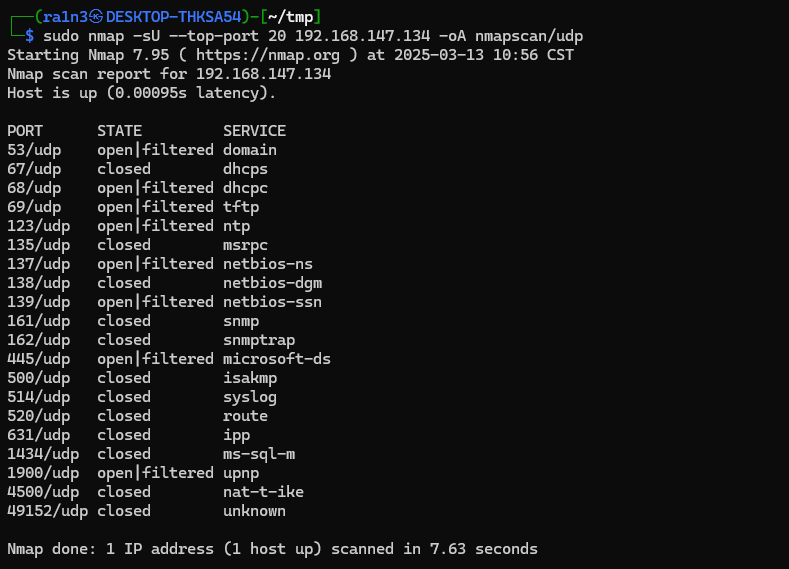 ┌──(ra1n3㉿DESKTOP-THKSA54)-[~/tmp]
└─$ sudo nmap -sU --top-port 20 192.168.147.134 -oA nmapscan/udp
Starting Nmap 7.95 ( https://nmap.org ) at 2025-03-13 10:56 CST
Nmap scan report for 192.168.147.134
Host is up (0.00095s latency).

PORT      STATE         SERVICE
53/udp    open|filtered domain
67/udp    closed        dhcps
68/udp    open|filtered dhcpc
69/udp    open|filtered tftp
123/udp   open|filtered ntp
135/udp   closed        msrpc
137/udp   open|filtered netbios-ns
138/udp   closed        netbios-dgm
139/udp   open|filtered netbios-ssn
161/udp   closed        snmp
162/udp   closed        snmptrap
445/udp   open|filtered microsoft-ds
500/udp   closed        isakmp
514/udp   closed        syslog
520/udp   closed        route
631/udp   closed        ipp
1434/udp  closed        ms-sql-m
1900/udp  open|filtered upnp
4500/udp  closed        nat-t-ike
49152/udp closed        unknown

Nmap done: 1 IP address (1 host up) scanned in 7.63 seconds